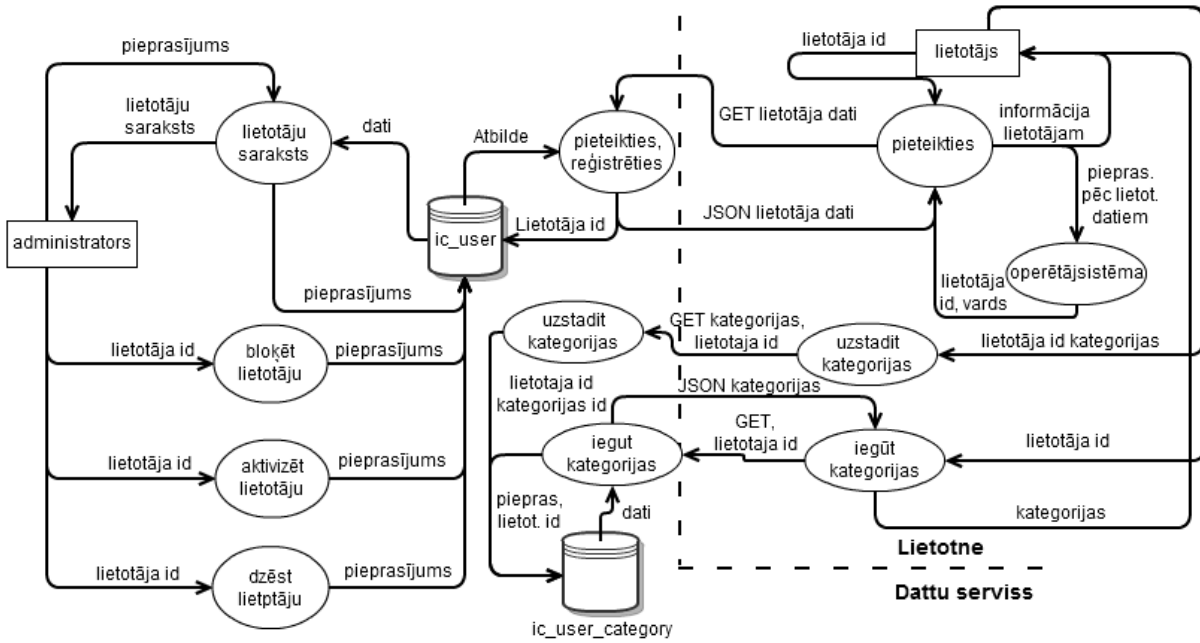 pieprasījums
lietotāju
saraksts
lietotāju
saraksts
dati
Atbilde
pieteikties,
reģistrēties
GET lietotāja dati
lietotāja id
lietotājs
pieteikties
informācija
lietotājam
piepras.
pēc lietot.
datiem
administrators
ic_user
Lietotāja id
JSON lietotāja dati
operētājsistēma
lietotāja
id, vards
pieprasījums
lietotāja id
bloķēt
lietotāju
pieprasījums
uzstadit
kategorijas
GET kategorijas,
lietotaja id
uzstadit
kategorijas
lietotāja id kategorijas
lietotaja id
kategorijas id
JSON kategorijas
lietotāja id
aktivizēt
lietotāju
pieprasījums
iegut
kategorijas
GET,
lietotaja id
iegūt
kategorijas
lietotāja id
piepras,
lietot. id
dati
kategorijas
lietotāja id
dzēst
lietptāju
pieprasījums
ic_user_category
Lietotne
Dattu serviss